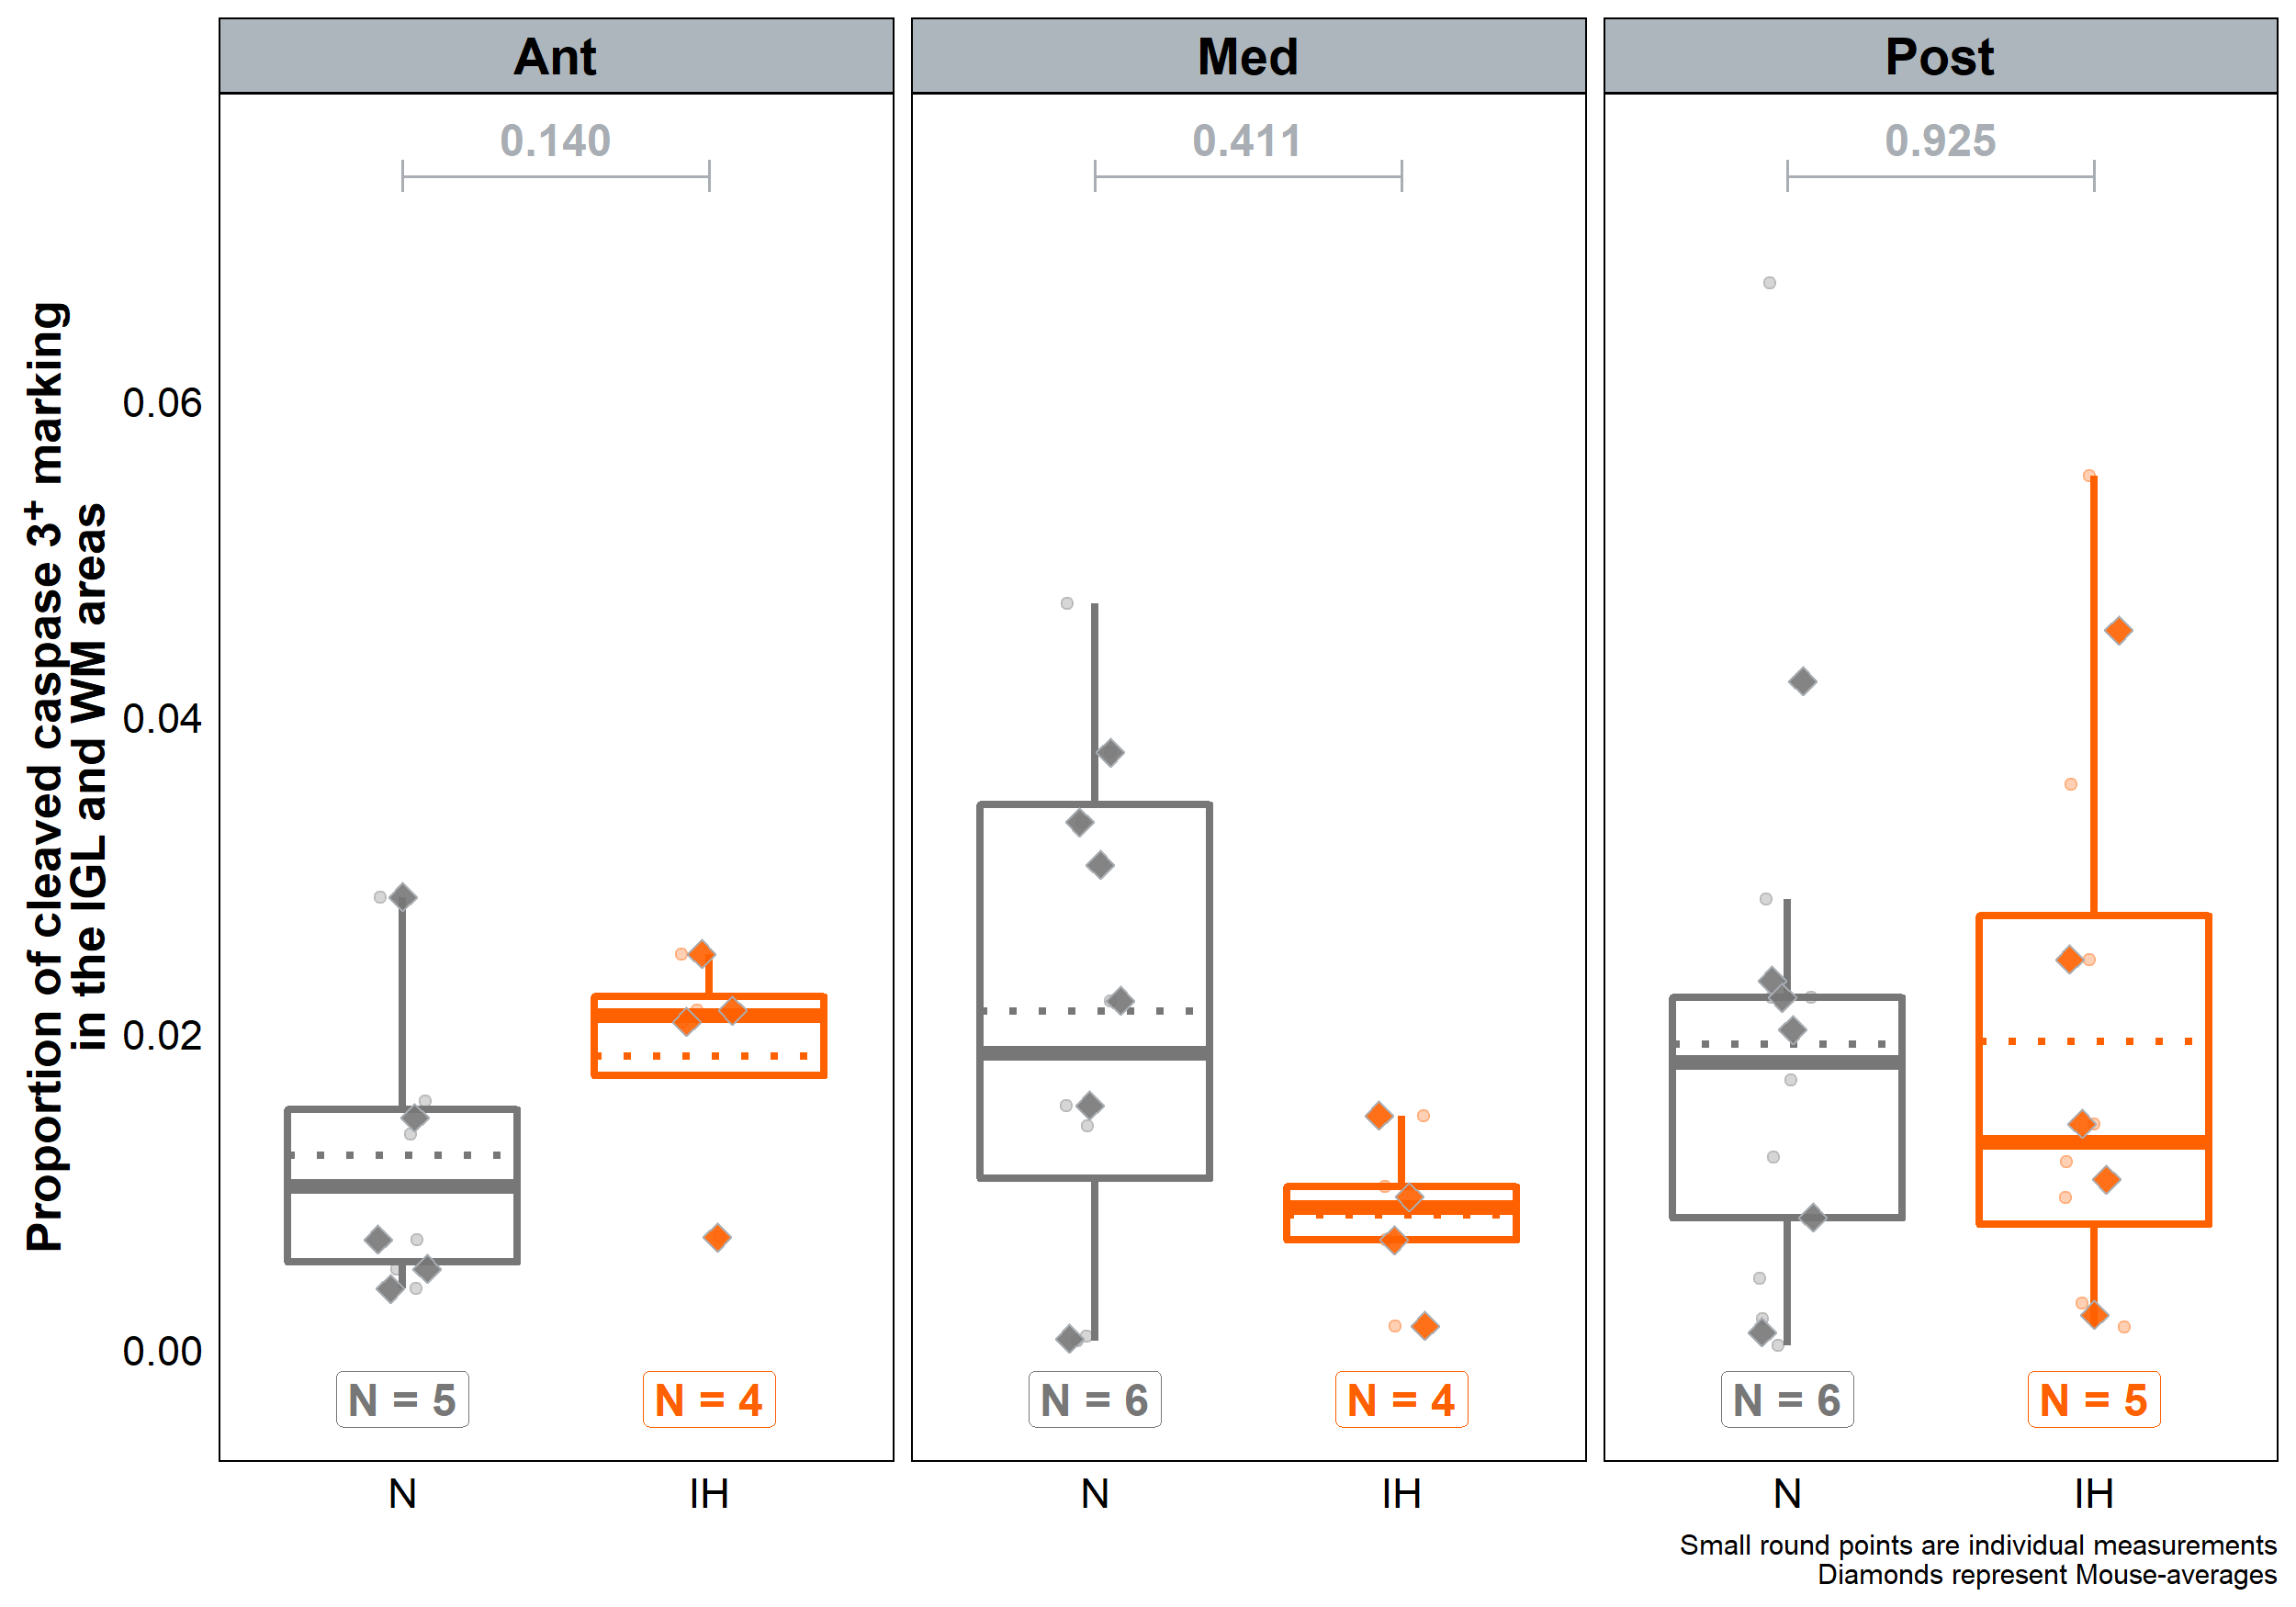 Ant
Med
Post
0.140
0.411
0.925
Proportion of cleaved caspase 3⁺ marking
in the IGL and WM areas
0.06
0.04
0.02
0.00
N = 5
N = 4
N = 6
N = 4
N = 6
N = 5
N
IH
N
IH
N
IH
Small round points are individual measurements
Diamonds represent Mouse-averages